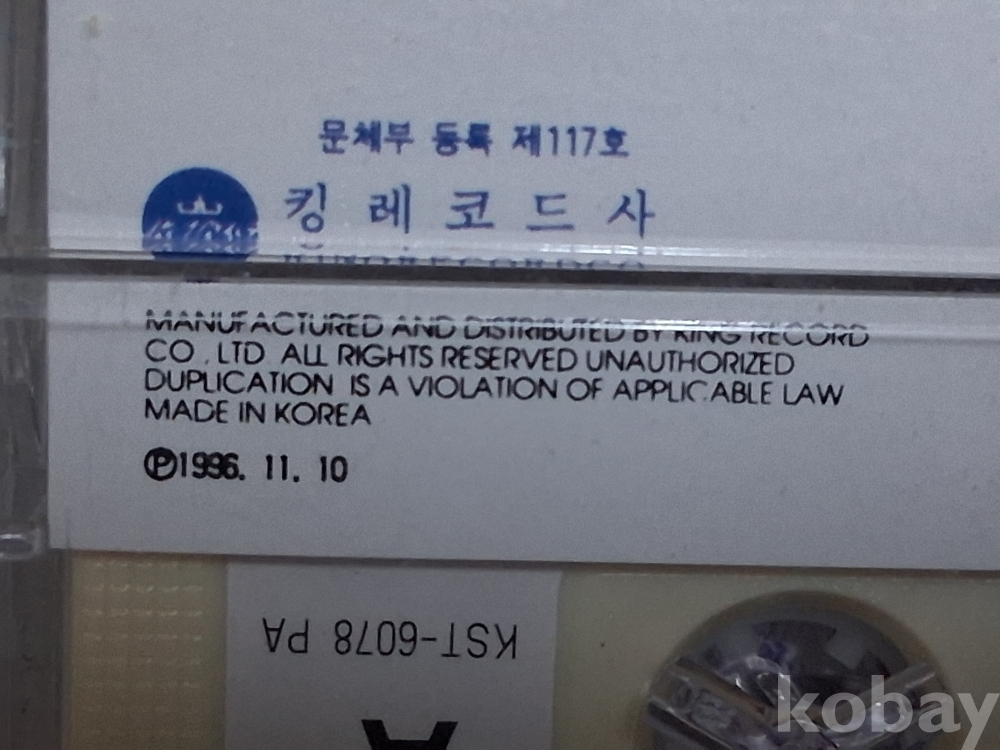 문체부 등록 제117호
킹레코드사
MANUFACTURED AND DISTRIBUTED BY KING RECORD
CO.,LTD. ALL RIGHTS RESERVED UNAUTHORIZED
DUPLICATION IS A VIOLATION OF APPLICABLE LAW
MADE IN KOREA
Ⓟ1996. 11. 10
KST-6078 PA
A
kobay